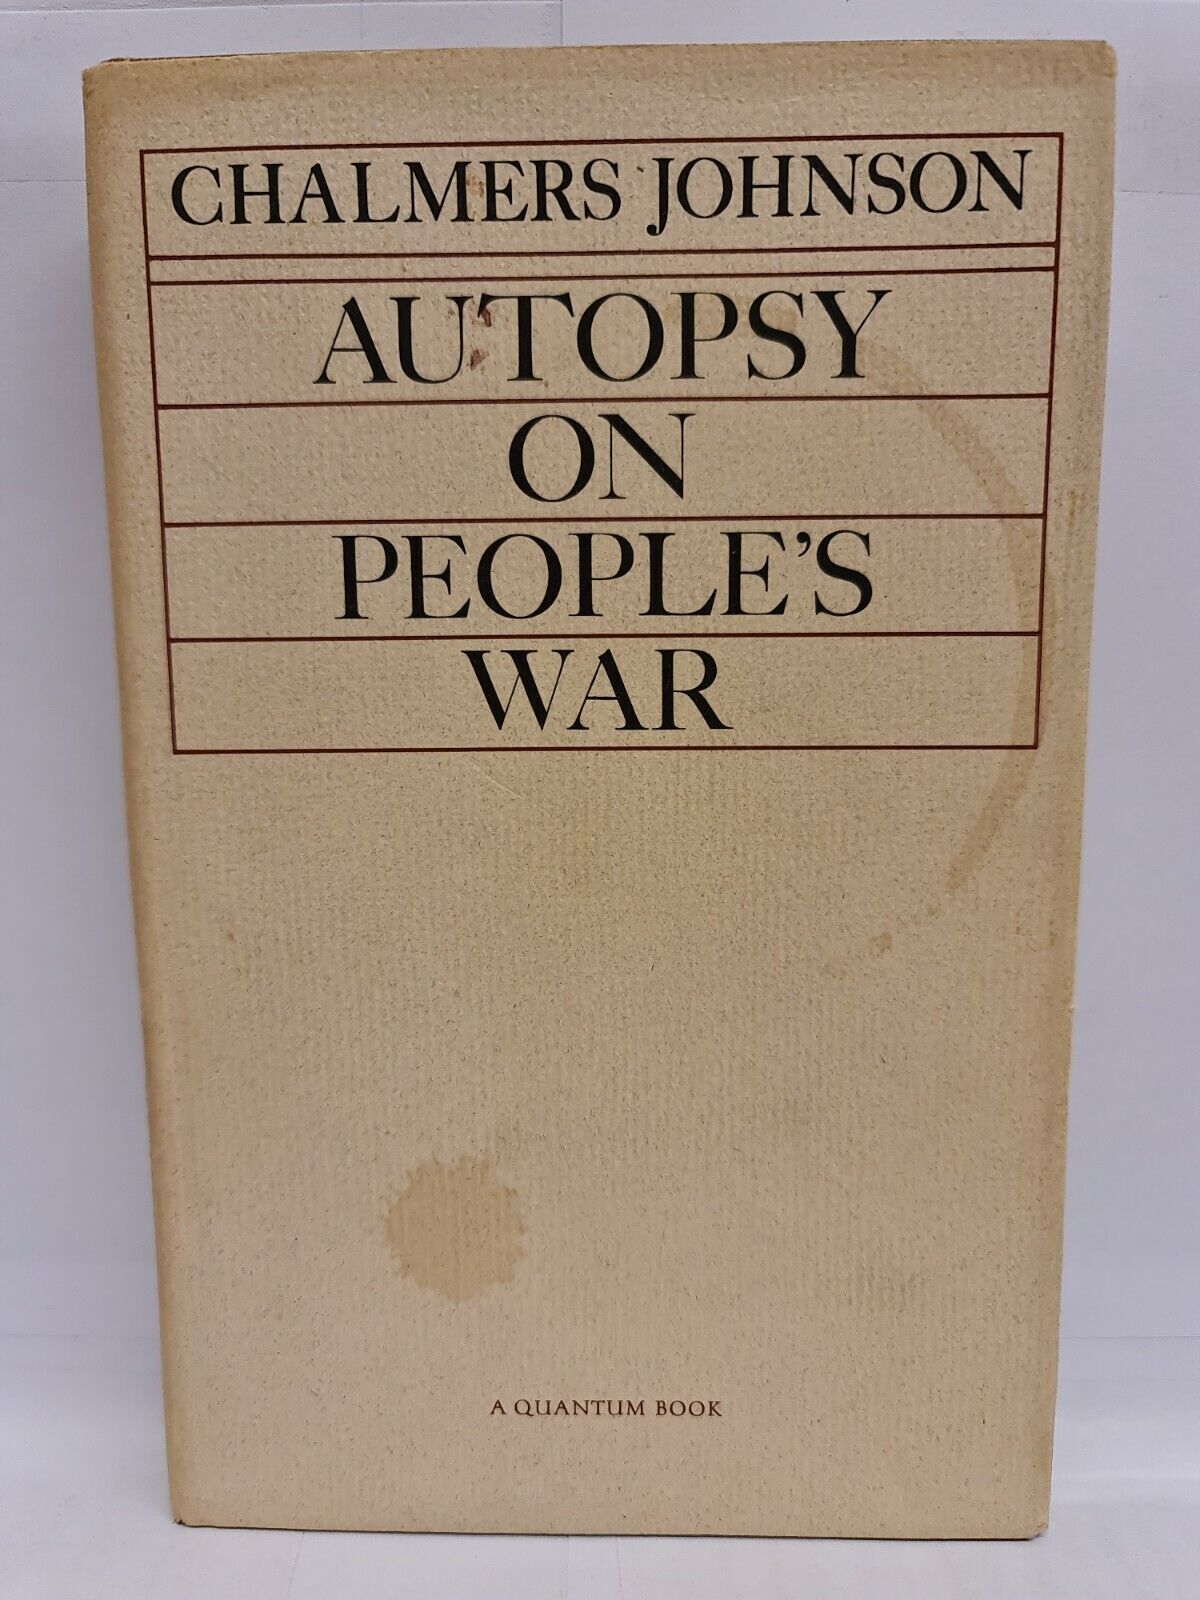 CHALMERS JOHNSON
AUTOPSY
ON
PEOPLE'S
WAR
A QUANTUM BOOK